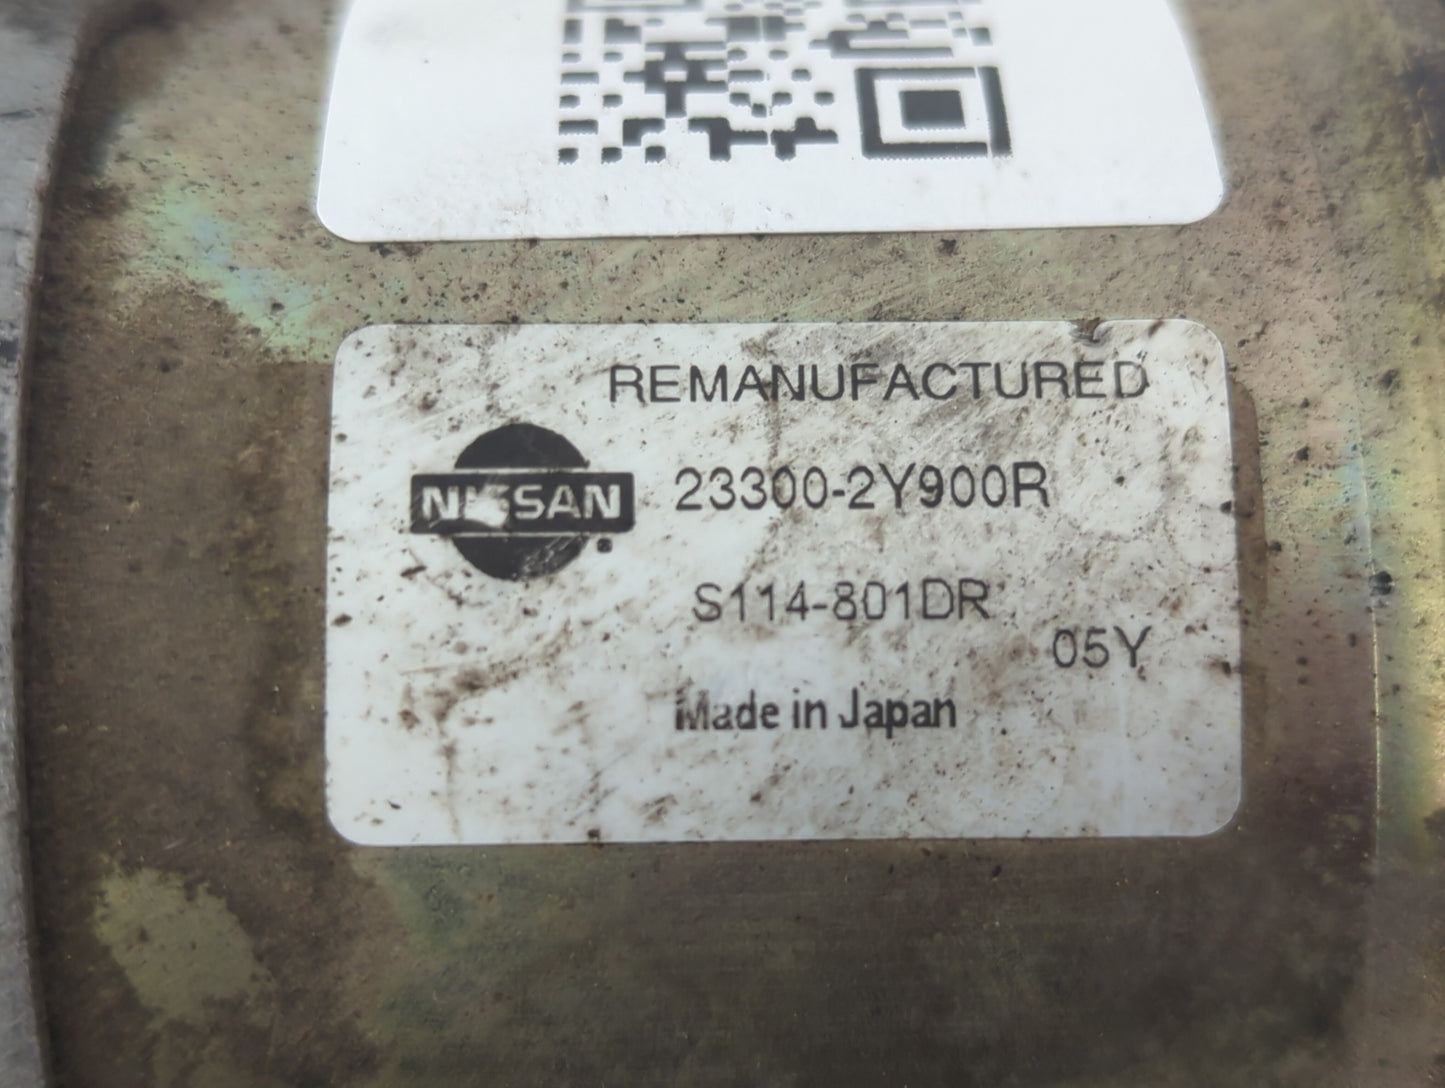 REMANUFACTURED
NISSAN
23300-2Y900R
S114-801DR
05Y
Made in Japan